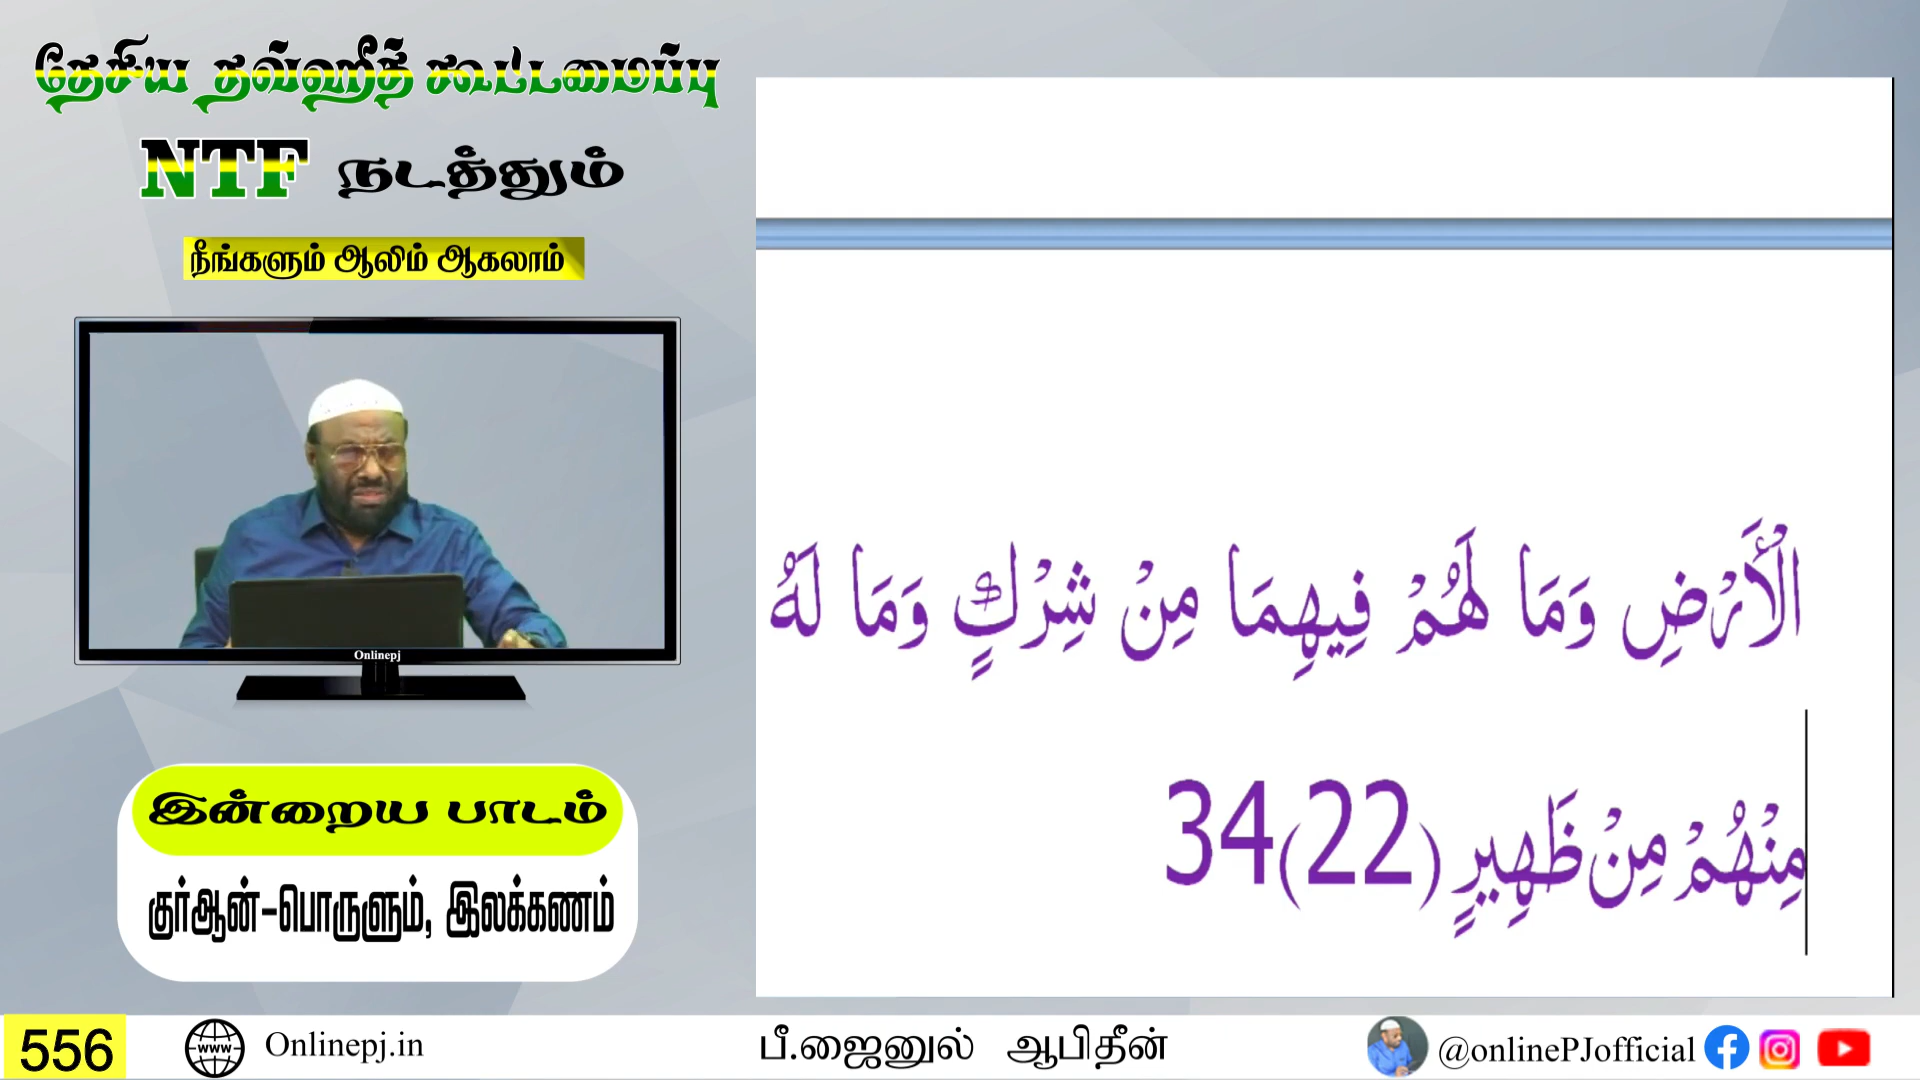 தேசிய தவ்ஹீத் கூட்டமைப்பு
NTF நடத்தும்
நீங்களும் ஆலிம் ஆகலாம்
Onlinepj
இன்றைய பாடம்
குர்ஆன்-பொருளும், இலக்கணம்
الْأَرْضِ وَمَا لَهُمْ فِيهِمَا مِنْ شِرْكٍ وَمَا لَهُ
مِنْهُمْ مِنْ ظَهِيرٍ (22)34
556
www
Onlinepj.in
பீ.ஜைனுல் ஆபிதீன்
@onlinePJofficial